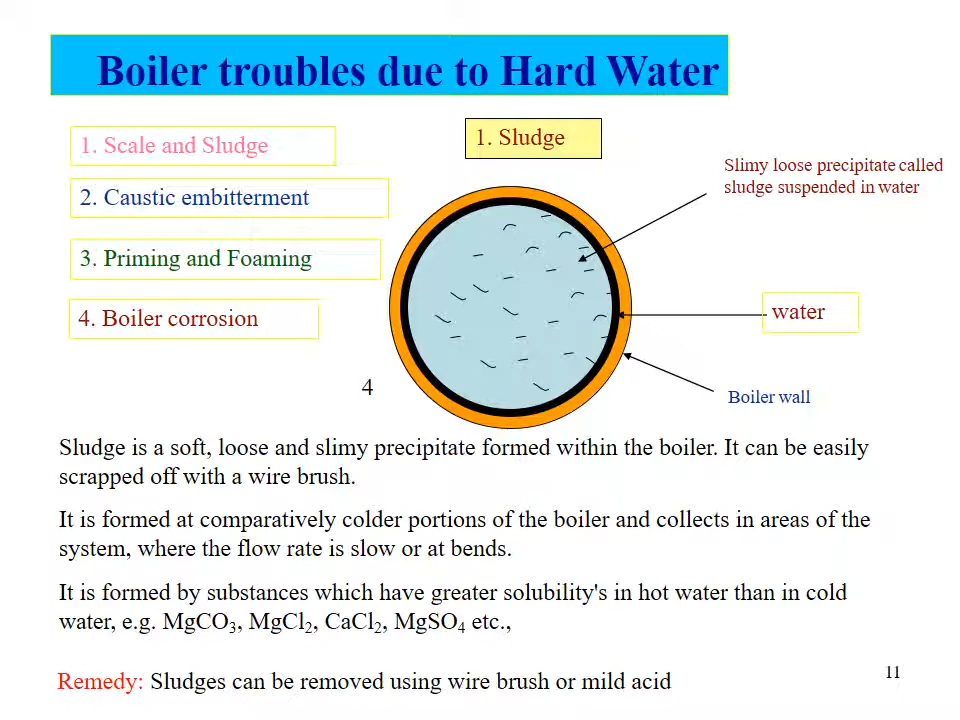 Boiler troubles due to Hard Water
1. Scale and Sludge
2. Caustic embitterment
3. Priming and Foaming
4. Boiler corrosion
1. Sludge
Slimy loose precipitate called
sludge suspended in water
water
Boiler wall
4
Sludge is a soft, loose and slimy precipitate formed within the boiler. It can be easily
scrapped off with a wire brush.
It is formed at comparatively colder portions of the boiler and collects in areas of the
system, where the flow rate is slow or at bends.
It is formed by substances which have greater solubility's in hot water than in cold
water, e.g. MgCO₃, MgCl₂, CaCl₂, MgSO₄ etc.,
Remedy: Sludges can be removed using wire brush or mild acid
11